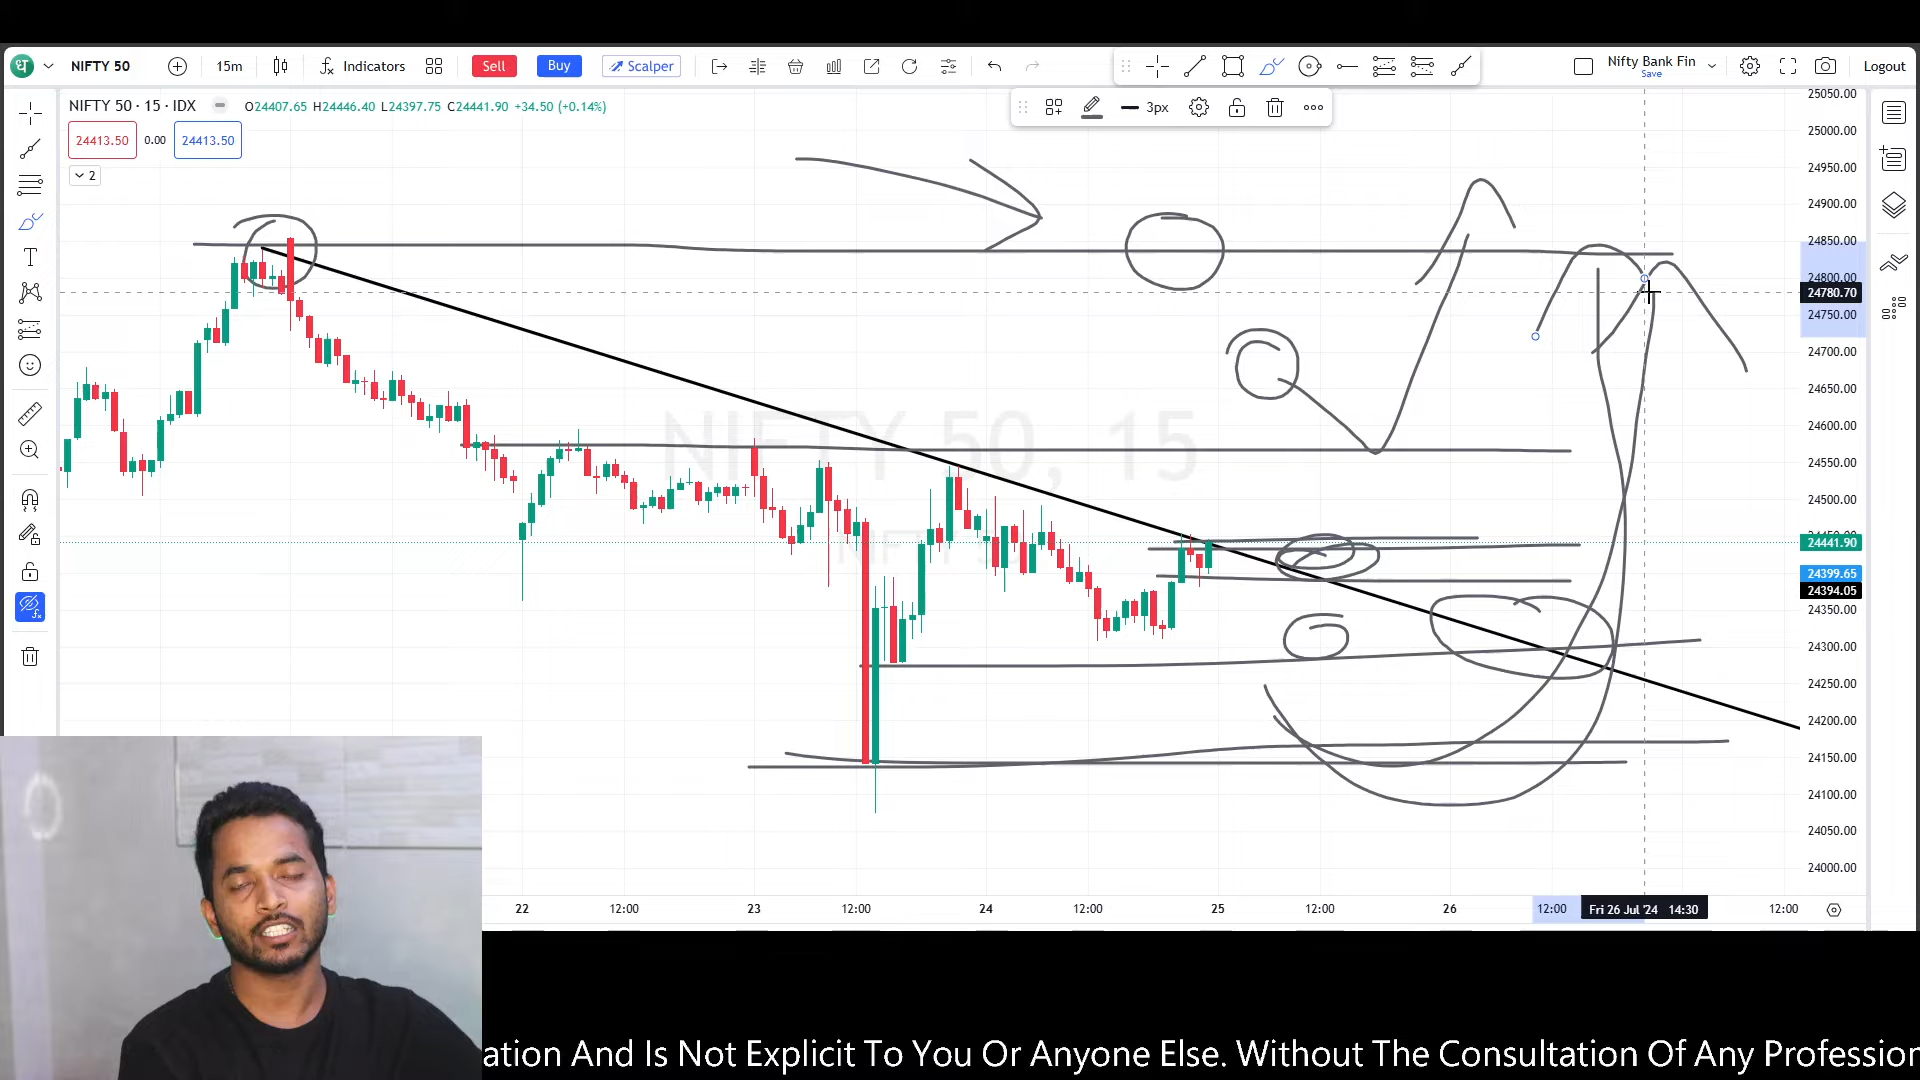 ध
NIFTY 50
15m
Indicators
Sell
Buy
Scalper
Nifty Bank Fin
Save
Logout
NIFTY 50 · 15 · IDX
O24407.65 H24446.40 L24397.75 C24441.90 +34.50 (+0.14%)
3px
24413.50
0.00
24413.50
2
NIFTY 50, 15
NIFTY 50
25050.00
25000.00
24950.00
24900.00
24850.00
24800.00
24780.70
24750.00
24700.00
24650.00
24600.00
24550.00
24500.00
24441.90
24399.65
24394.05
24350.00
24300.00
24250.00
24200.00
24150.00
24100.00
24050.00
24000.00
22
12:00
23
12:00
24
12:00
25
12:00
26
12:00
Fri 26 Jul '24 14:30
12:00
ation And Is Not Explicit To You Or Anyone Else. Without The Consultation Of Any Profession